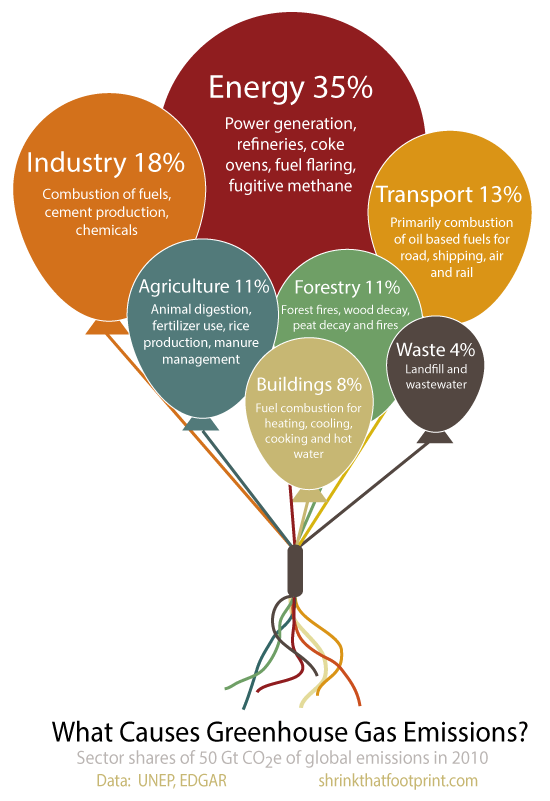 Energy 35%
Power generation,
refineries, coke
ovens, fuel flaring,
fugitive methane
Industry 18%
Combustion of fuels,
cement production,
chemicals
Transport 13%
Primarily combustion
of oil based fuels for
road, shipping, air
and rail
Agriculture 11%
Animal digestion,
fertilizer use, rice
production, manure
management
Forestry 11%
Forest fires, wood decay,
peat decay and fires
Waste 4%
Landfill and
wastewater
Buildings 8%
Fuel combustion for
heating, cooling,
cooking and hot
water
What Causes Greenhouse Gas Emissions?
Sector shares of 50 Gt CO2e of global emissions in 2010
Data: UNEP, EDGAR
shrinkthatfootprint.com